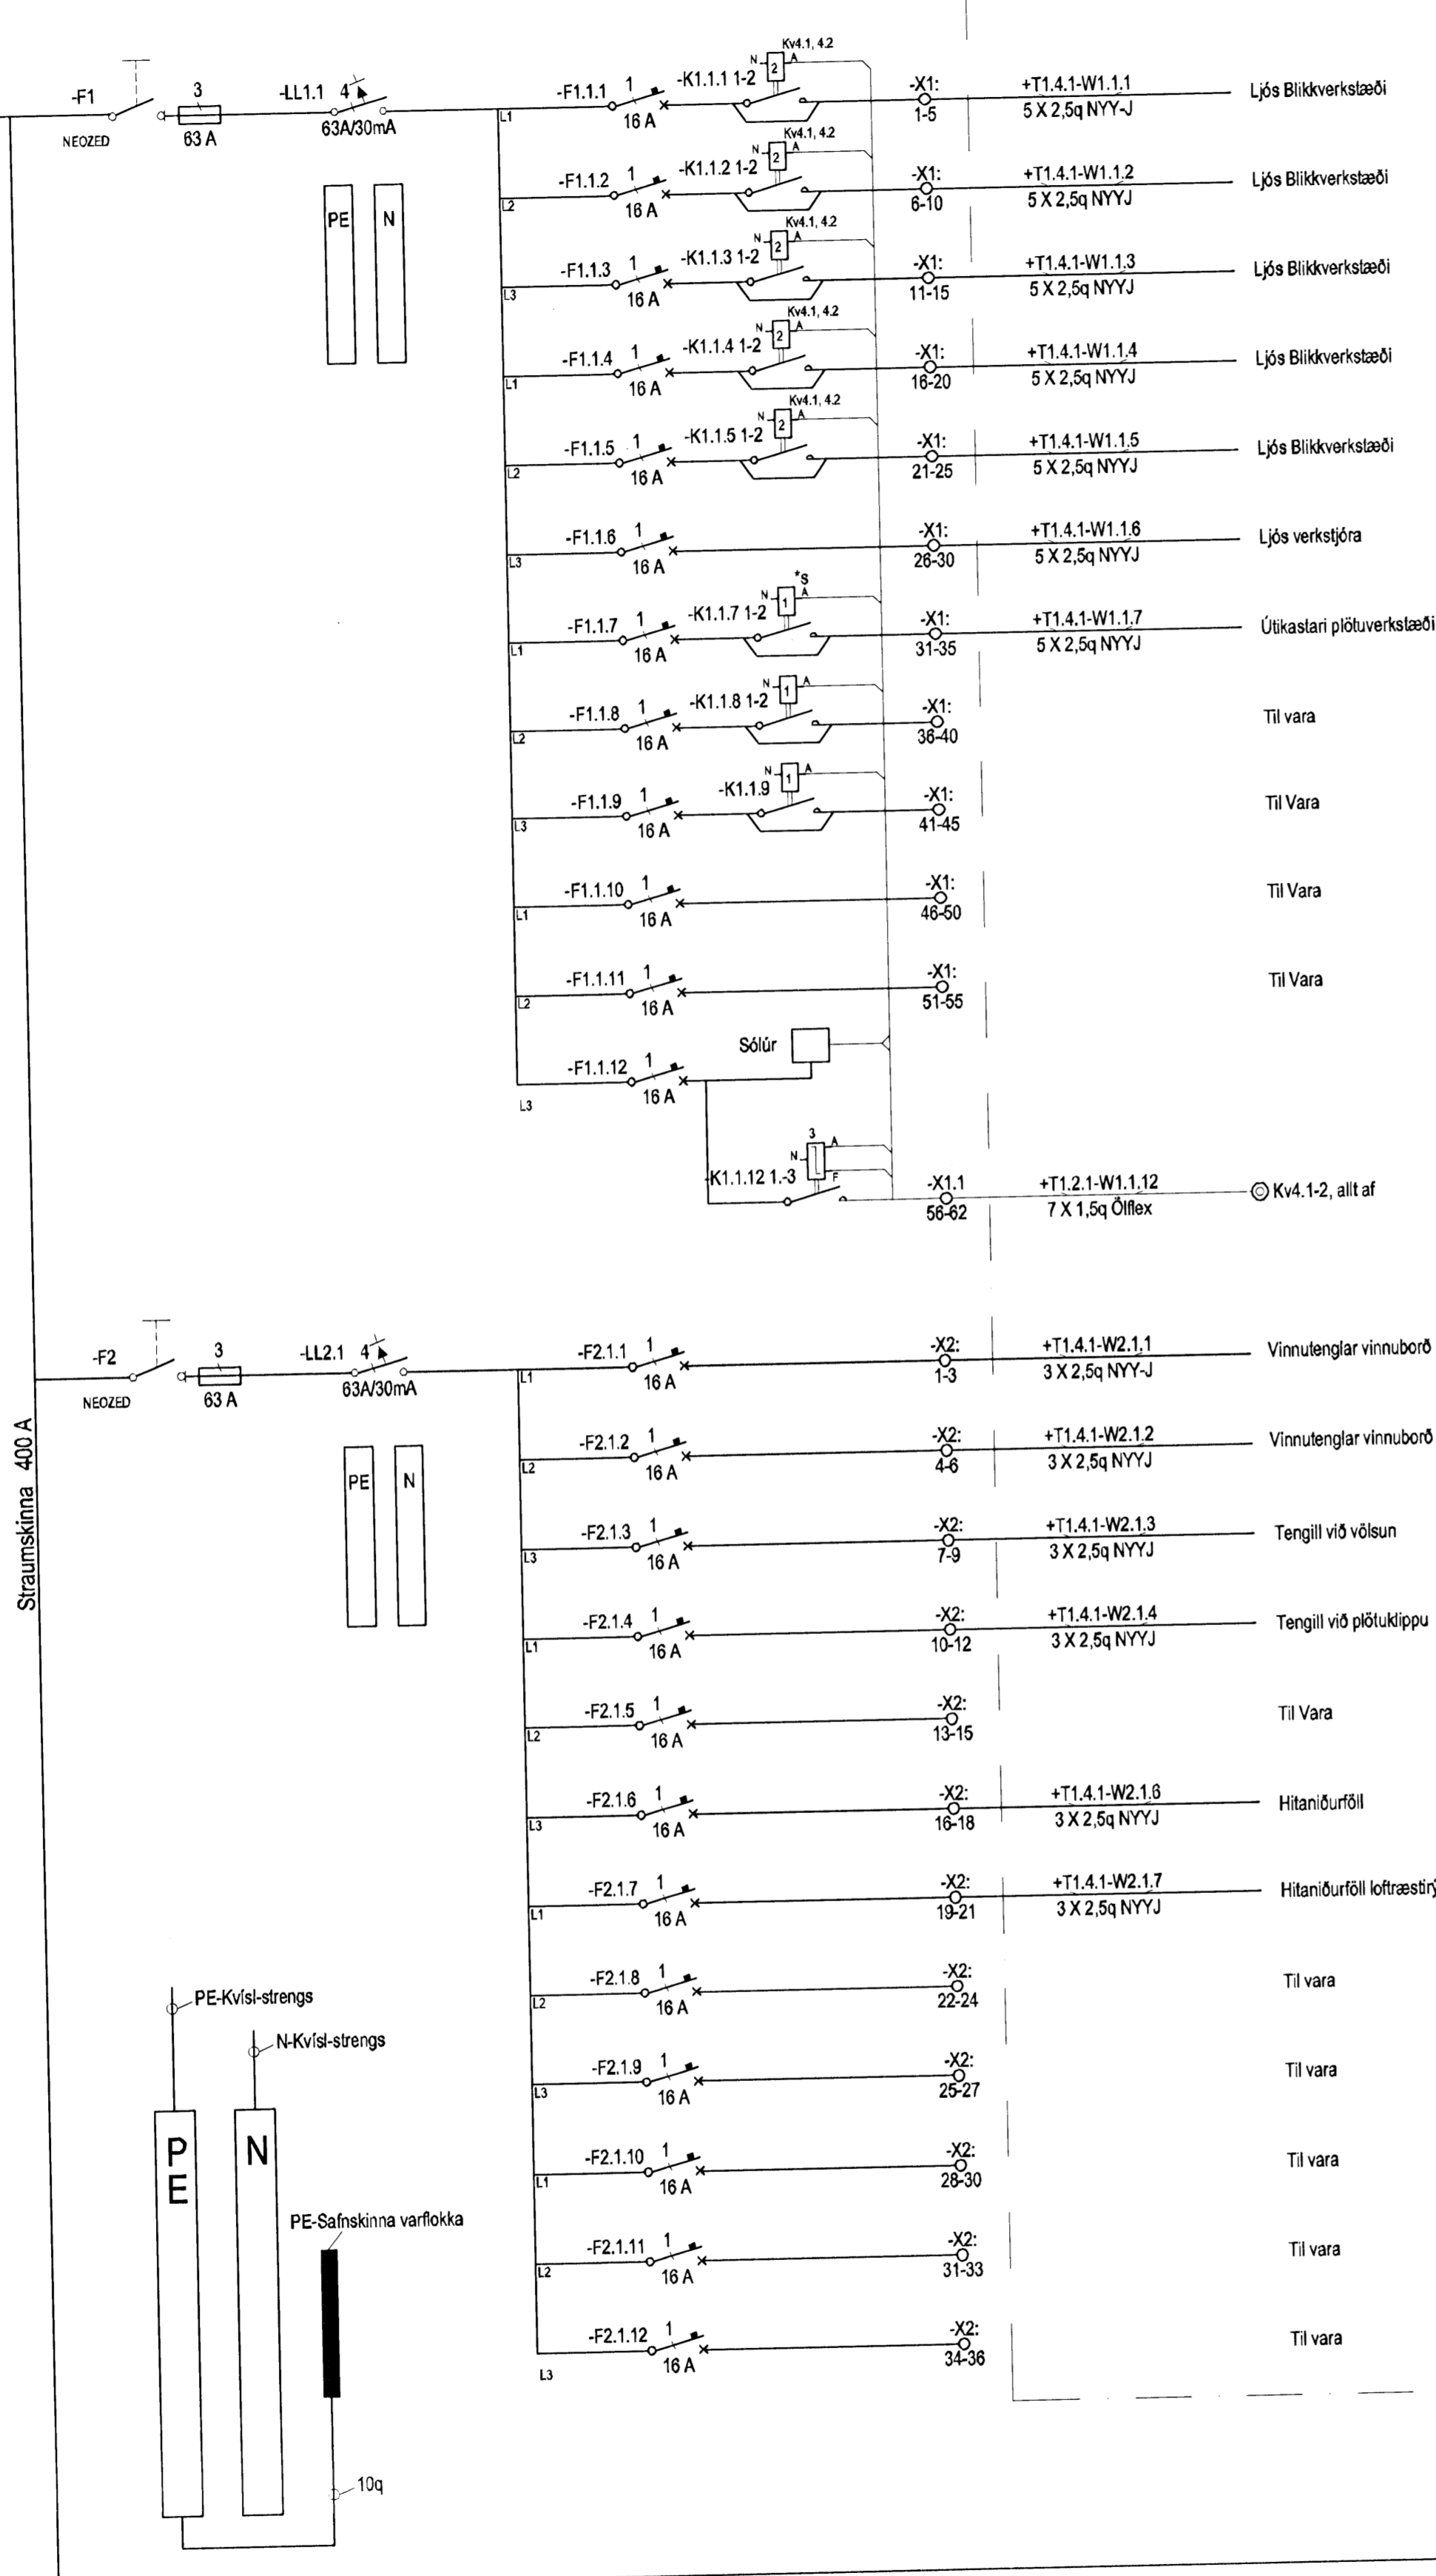 -F1
NEOZED
3
63 A
-LL1.1
4
63A/30mA
PE
N
L1
-F1.1.1
1
16 A
-K1.1.1 1-2
N
2
A
Kv4.1, 4.2
-X1:
1-5
+T1.4.1-W1.1.1
5 X 2,5q NYY-J
Ljós Blikkverkstæði
L2
-F1.1.2
1
16 A
-K1.1.2 1-2
N
2
A
Kv4.1, 4.2
-X1:
6-10
+T1.4.1-W1.1.2
5 X 2,5q NYYJ
Ljós Blikkverkstæði
L3
-F1.1.3
1
16 A
-K1.1.3 1-2
N
2
A
Kv4.1, 4.2
-X1:
11-15
+T1.4.1-W1.1.3
5 X 2,5q NYYJ
Ljós Blikkverkstæði
L1
-F1.1.4
1
16 A
-K1.1.4 1-2
N
2
A
Kv4.1, 4.2
-X1:
16-20
+T1.4.1-W1.1.4
5 X 2,5q NYYJ
Ljós Blikkverkstæði
L2
-F1.1.5
1
16 A
-K1.1.5 1-2
N
2
A
Kv4.1, 4.2
-X1:
21-25
+T1.4.1-W1.1.5
5 X 2,5q NYYJ
Ljós Blikkverkstæði
L3
-F1.1.6
1
16 A
-X1:
26-30
+T1.4.1-W1.1.6
5 X 2,5q NYYJ
Ljós verkstjóra
L1
-F1.1.7
1
16 A
-K1.1.7 1-2
N
1
A
*S
-X1:
31-35
+T1.4.1-W1.1.7
5 X 2,5q NYYJ
Útikastari plötuverkstæði
L2
-F1.1.8
1
16 A
-K1.1.8 1-2
N
1
A
-X1:
36-40
Til vara
L3
-F1.1.9
1
16 A
-K1.1.9
N
1
A
-X1:
41-45
Til Vara
L1
-F1.1.10
1
16 A
-X1:
46-50
Til Vara
L2
-F1.1.11
1
16 A
-X1:
51-55
Til Vara
L3
-F1.1.12
1
16 A
Sólúr
-K1.1.12 1.-3
3
N
A
F
-X1.1
56-62
+T1.2.1-W1.1.12
7 X 1,5q Ölflex
Kv4.1-2, allt af
Straumskinna 400 A
-F2
NEOZED
3
63 A
-LL2.1
4
63A/30mA
PE
N
L1
-F2.1.1
1
16 A
-X2:
1-3
+T1.4.1-W2.1.1
3 X 2,5q NYY-J
Vinnutenglar vinnuborð
L2
-F2.1.2
1
16 A
-X2:
4-6
+T1.4.1-W2.1.2
3 X 2,5q NYYJ
Vinnutenglar vinnuborð
L3
-F2.1.3
1
16 A
-X2:
7-9
+T1.4.1-W2.1.3
3 X 2,5q NYYJ
Tengill við völsun
L1
-F2.1.4
1
16 A
-X2:
10-12
+T1.4.1-W2.1.4
3 X 2,5q NYYJ
Tengill við plötuklippu
L2
-F2.1.5
1
16 A
-X2:
13-15
Til Vara
L3
-F2.1.6
1
16 A
-X2:
16-18
+T1.4.1-W2.1.6
3 X 2,5q NYYJ
Hitaniðurföll
L1
-F2.1.7
1
16 A
-X2:
19-21
+T1.4.1-W2.1.7
3 X 2,5q NYYJ
Hitaniðurföll loftræstirý
L2
-F2.1.8
1
16 A
-X2:
22-24
Til vara
L3
-F2.1.9
1
16 A
-X2:
25-27
Til vara
L1
-F2.1.10
1
16 A
-X2:
28-30
Til vara
L2
-F2.1.11
1
16 A
-X2:
31-33
Til vara
L3
-F2.1.12
1
16 A
-X2:
34-36
Til vara
PE-Kvísl-strengs
N-Kvísl-strengs
PE
N
PE-Safnskinna varflokka
10q